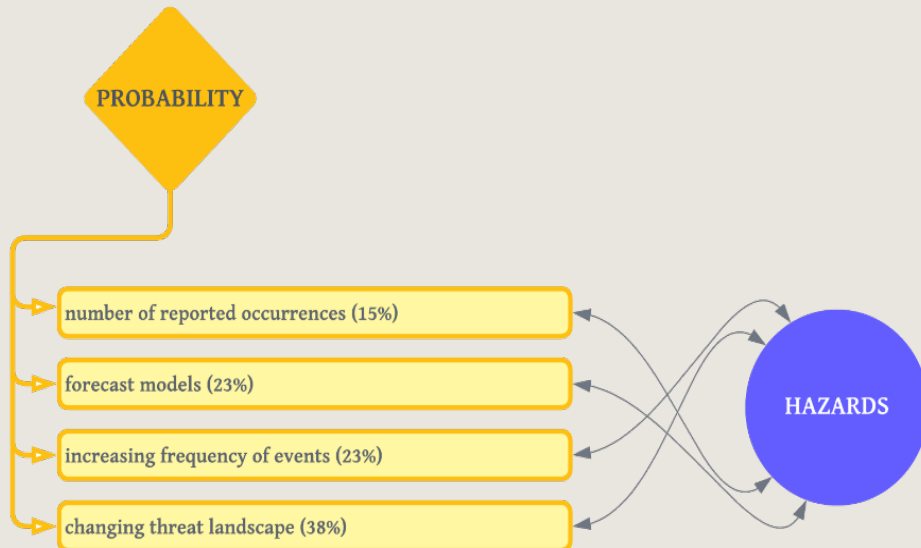 PROBABILITY
number of reported occurrences (15%)
forecast models (23%)
increasing frequency of events (23%)
changing threat landscape (38%)
HAZARDS